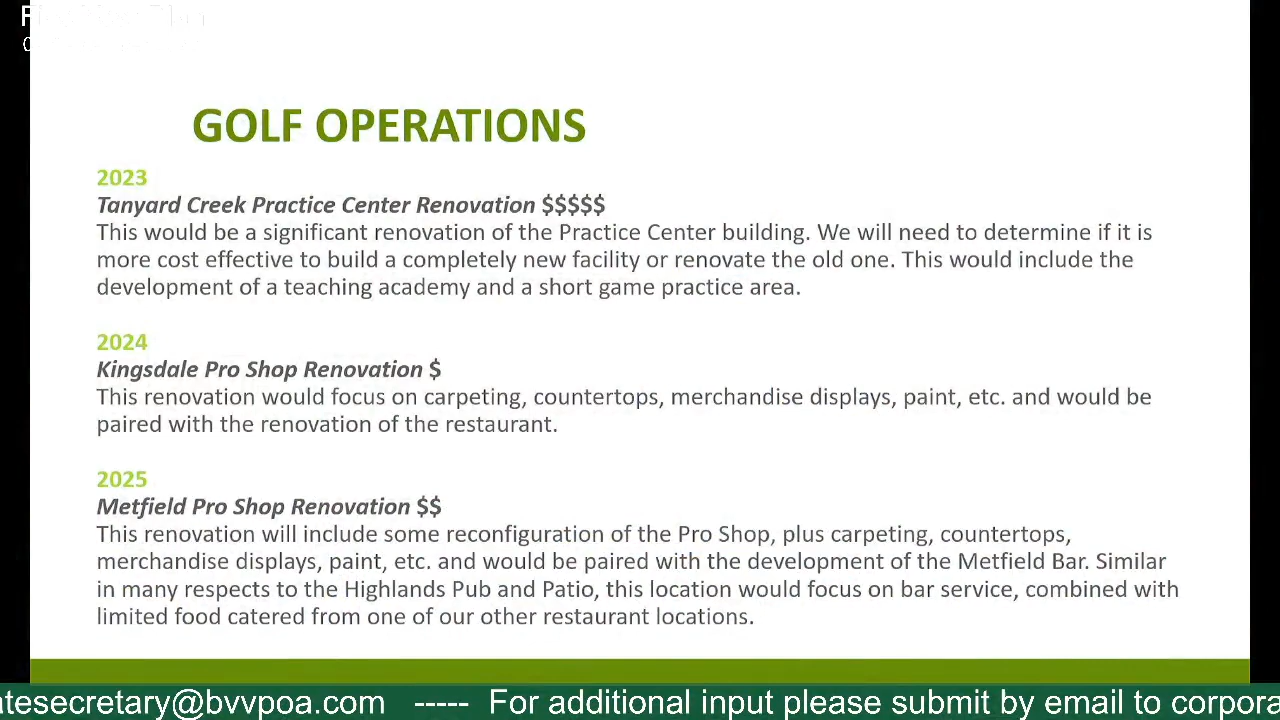 GOLF OPERATIONS
2023
Tanyard Creek Practice Center Renovation $$$$$
This would be a significant renovation of the Practice Center building. We will need to determine if it is
more cost effective to build a completely new facility or renovate the old one. This would include the
development of a teaching academy and a short game practice area.
2024
Kingsdale Pro Shop Renovation $
This renovation would focus on carpeting, countertops, merchandise displays, paint, etc. and would be
paired with the renovation of the restaurant.
2025
Metfield Pro Shop Renovation $$
This renovation will include some reconfiguration of the Pro Shop, plus carpeting, countertops,
merchandise displays, paint, etc. and would be paired with the development of the Metfield Bar. Similar
in many respects to the Highlands Pub and Patio, this location would focus on bar service, combined with
limited food catered from one of our other restaurant locations.
atesecretary@bvvpoa.com ----- For additional input please submit by email to corpora